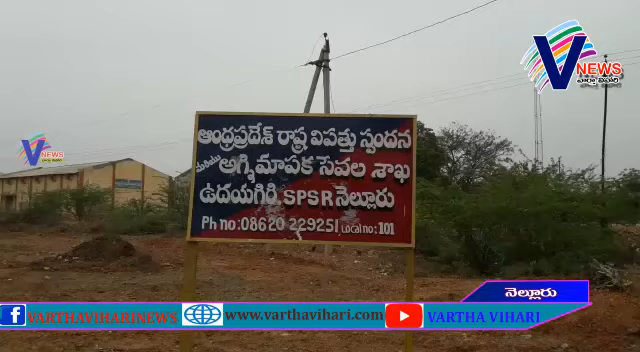 V NEWS
వార్తా విహారి
V NEWS
ఆంధ్రప్రదేశ్ రాష్ట్ర విపత్తు స్పందన
మరియు అగ్నిమాపక సేవల శాఖ
ఉదయగిరి, SPSR నెల్లూరు
Ph no: 08620 229251 Local no: 101
నెల్లూరు
VARTHAVIHARINEWS
www.varthavihari.com
VARTHA VIHARI